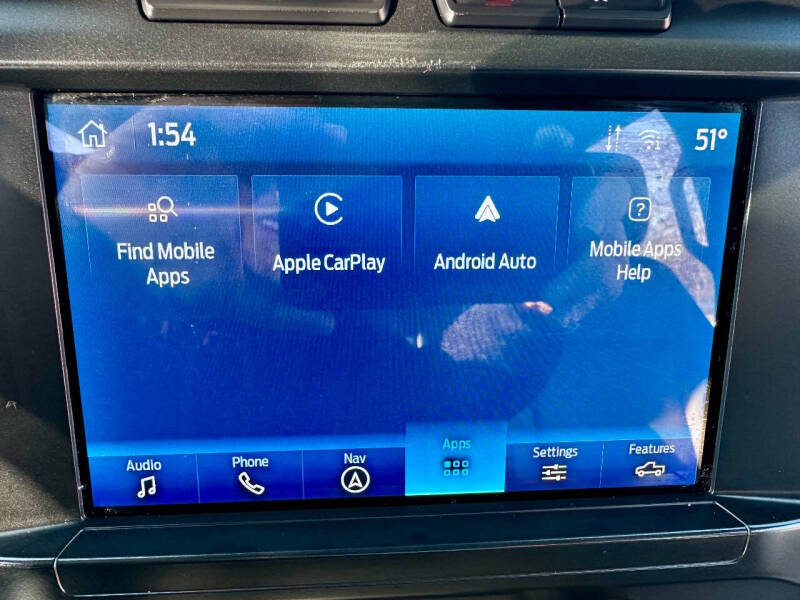 1:54
51°
Find Mobile
Apps
Apple CarPlay
Android Auto
?
Mobile Apps
Help
Audio
Phone
Nav
Apps
Settings
Features